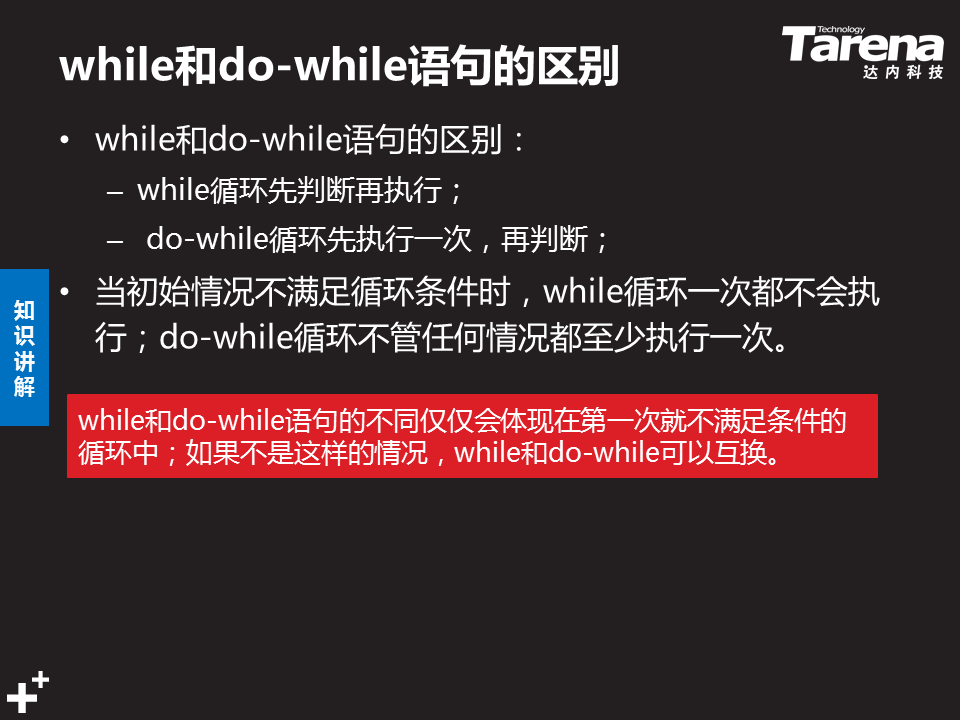 while和do-while语句的区别
Technology
Tarena
达内科技
• while和do-while语句的区别：
– while循环先判断再执行；
– do-while循环先执行一次，再判断；
• 当初始情况不满足循环条件时，while循环一次都不会执
行；do-while循环不管任何情况都至少执行一次。
知识讲解
while和do-while语句的不同仅仅会体现在第一次就不满足条件的
循环中；如果不是这样的情况，while和do-while可以互换。